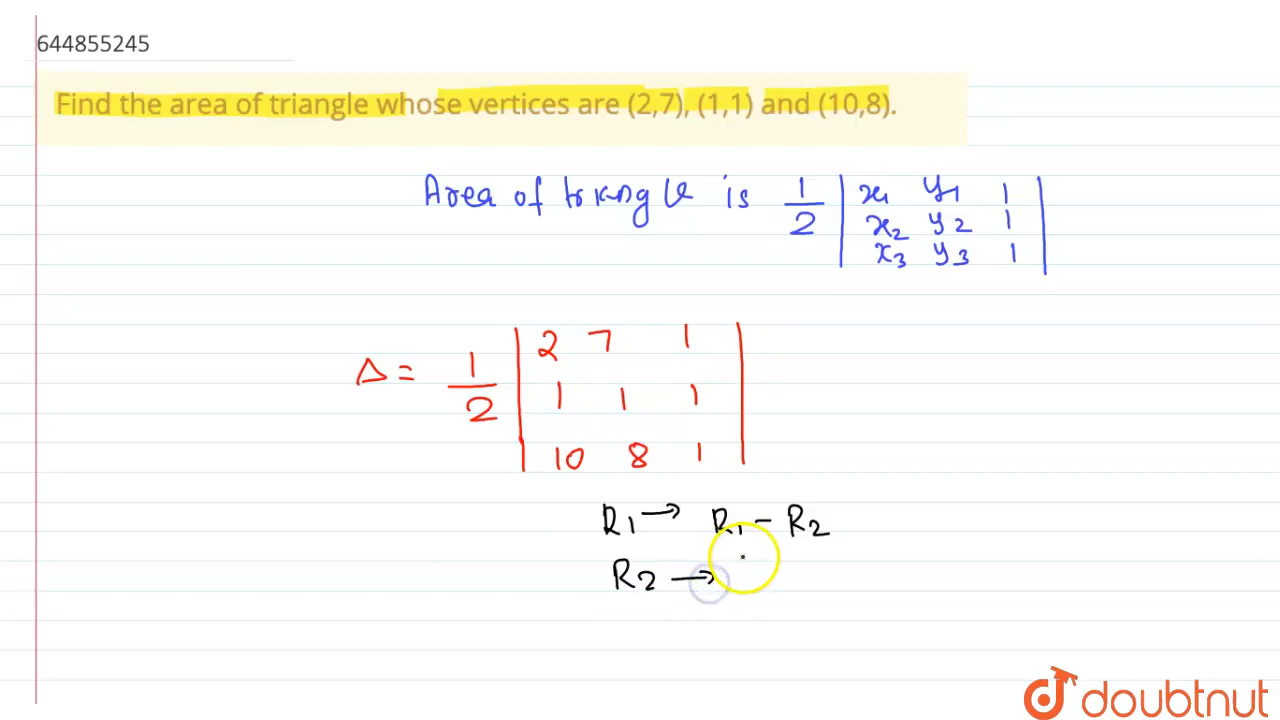 644855245
Find the area of triangle whose vertices are (2,7), (1,1) and (10,8).
Area of triangle is 1/2 | x₁ y₁ 1 |
| x₂ y₂ 1 |
| x₃ y₃ 1 |
Δ = 1/2 | 2 7 1 |
| 1 1 1 |
| 10 8 1 |
R₁ → R₁ - R₂
R₂ →
doubtnut